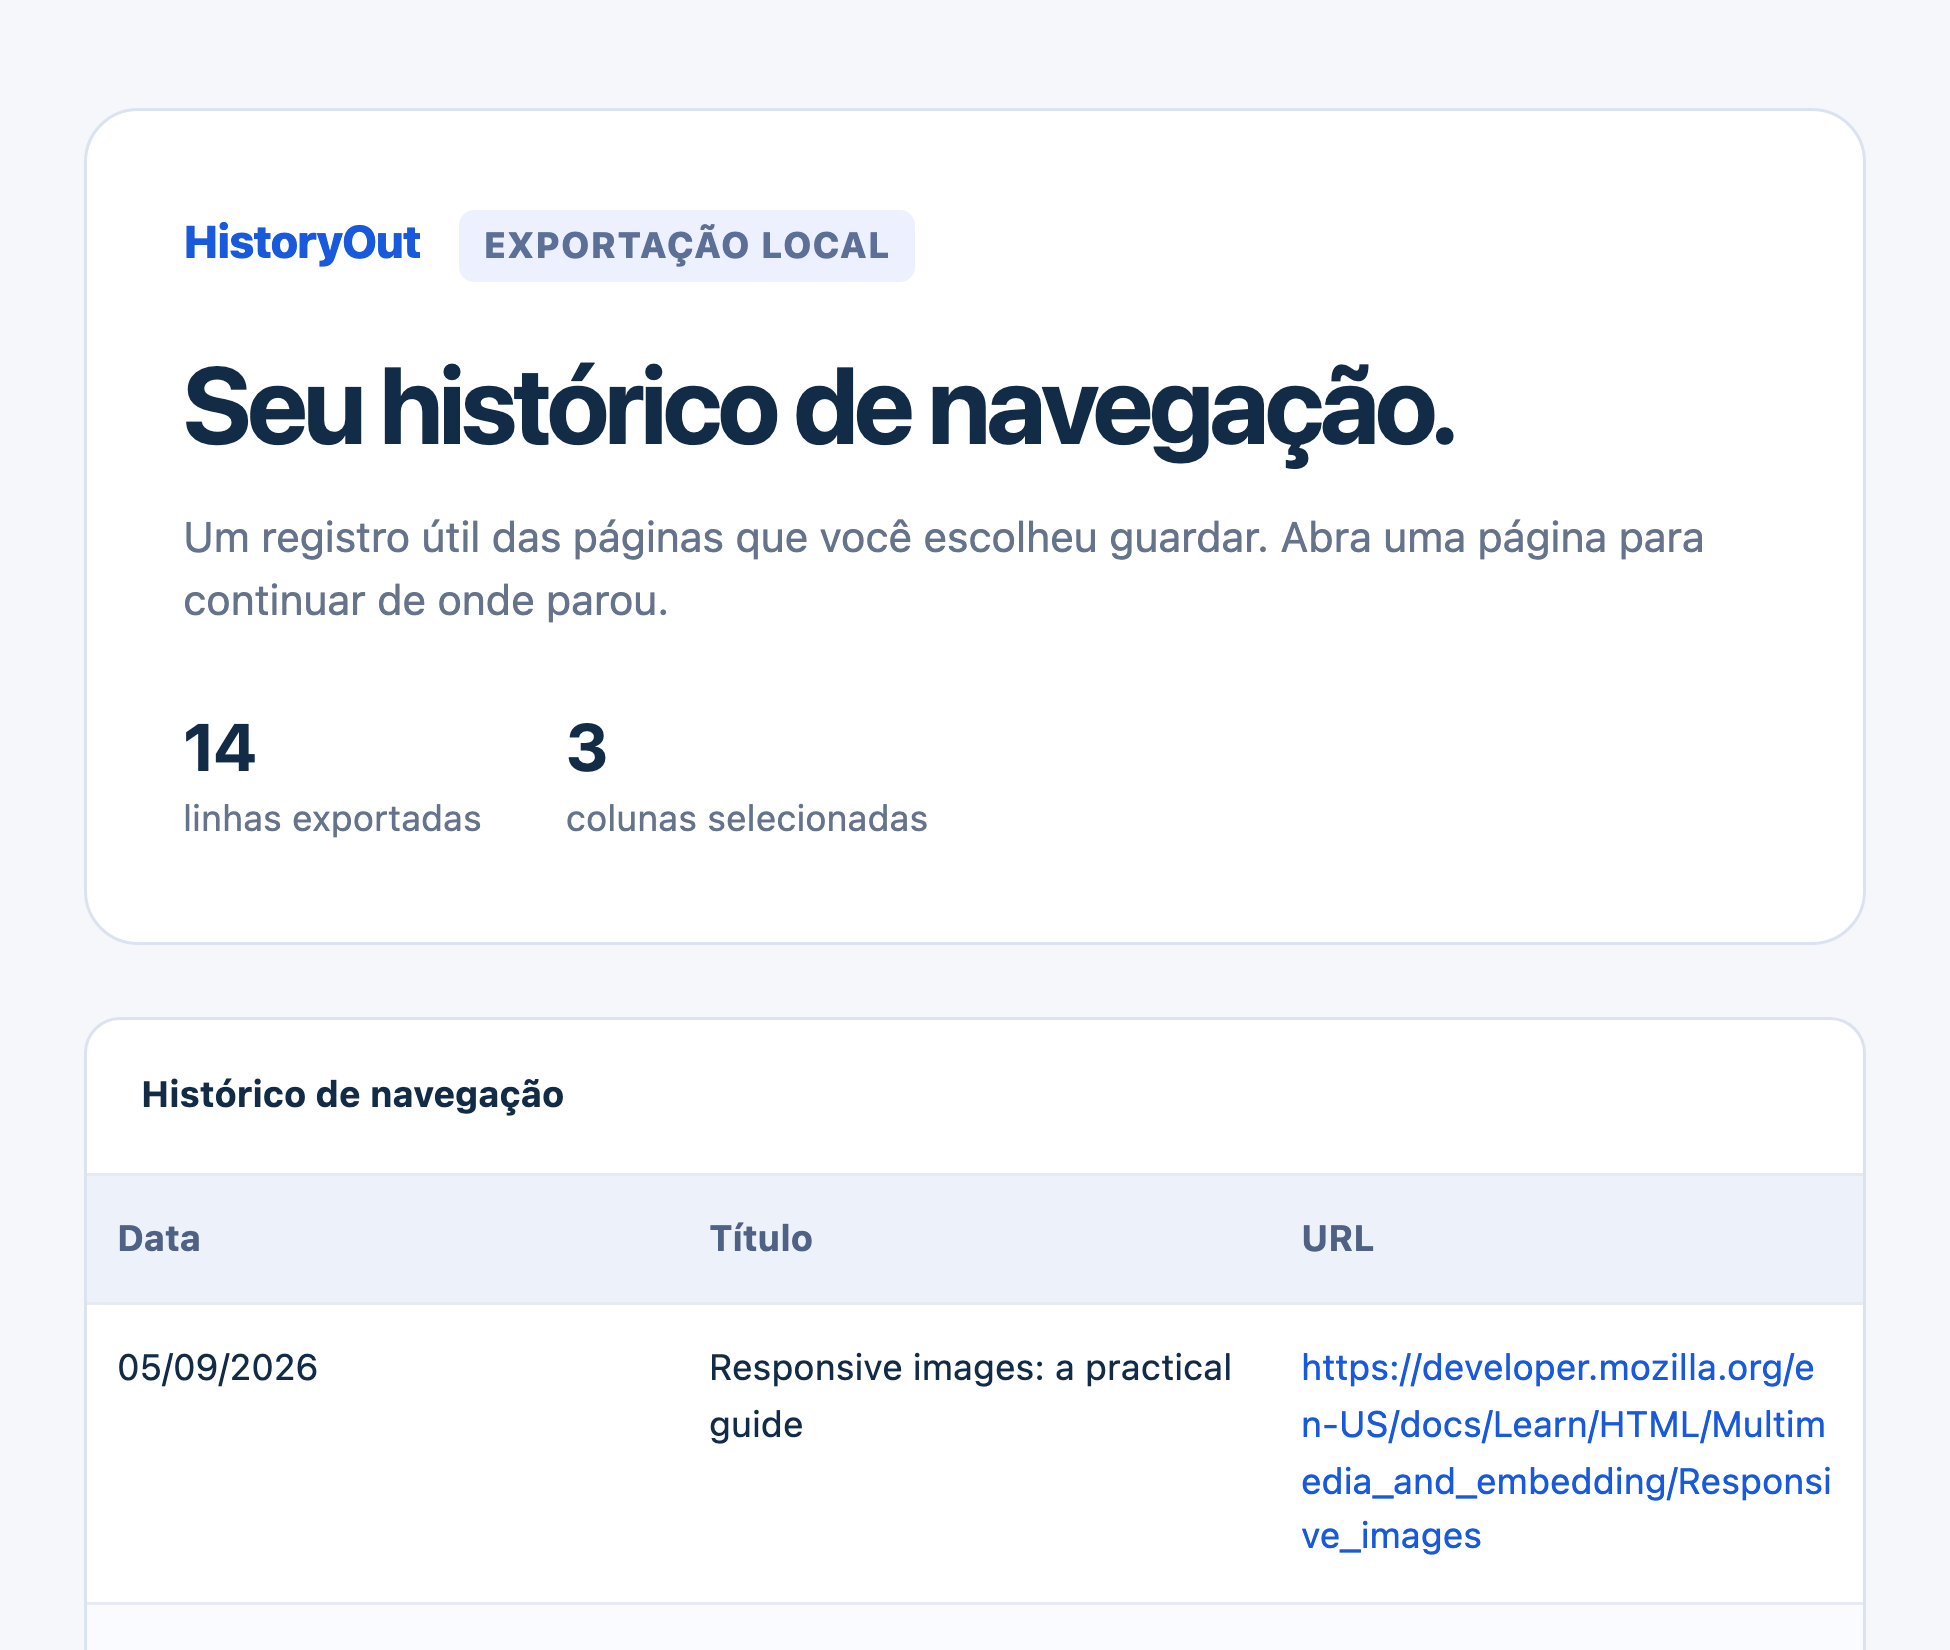 HistoryOut EXPORTAÇÃO LOCAL
Seu histórico de navegação.
Um registro útil das páginas que você escolheu guardar. Abra uma página para
continuar de onde parou.
14 3
linhas exportadas colunas selecionadas
Histórico de navegação
Data Título URL
05/09/2026 Responsive images: a practical https://developer.mozilla.org/e
guide n-US/docs/Learn/HTML/Multim
edia_and_embedding/Responsi
ve_images